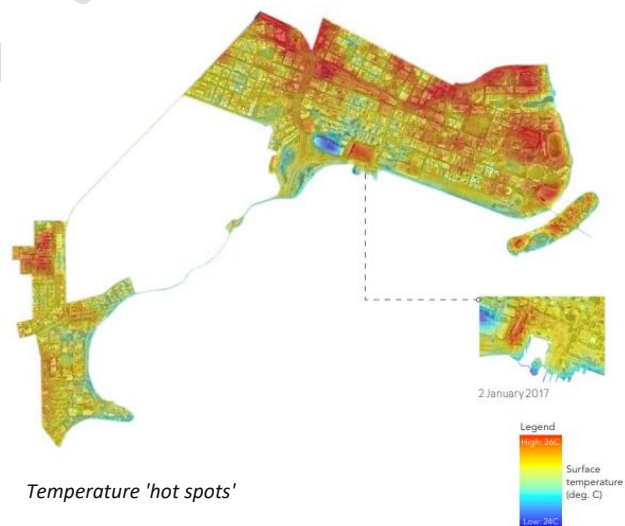 2 January 2017
Legend
High: 36C
Surface
temperature
(deg. C)
Low: 24C
Temperature 'hot spots'